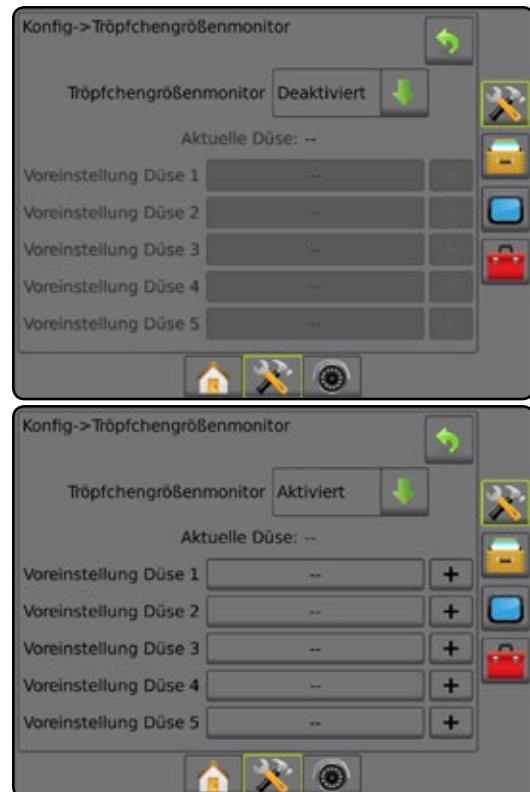 Konfig->Tröpfchengrößenmonitor
Tröpfchengrößenmonitor Deaktiviert
Aktuelle Düse: --
Voreinstellung Düse 1 --
Voreinstellung Düse 2 --
Voreinstellung Düse 3 --
Voreinstellung Düse 4 --
Voreinstellung Düse 5 --
Konfig->Tröpfchengrößenmonitor
Tröpfchengrößenmonitor Aktiviert
Aktuelle Düse: --
Voreinstellung Düse 1 -- +
Voreinstellung Düse 2 -- +
Voreinstellung Düse 3 -- +
Voreinstellung Düse 4 -- +
Voreinstellung Düse 5 -- +